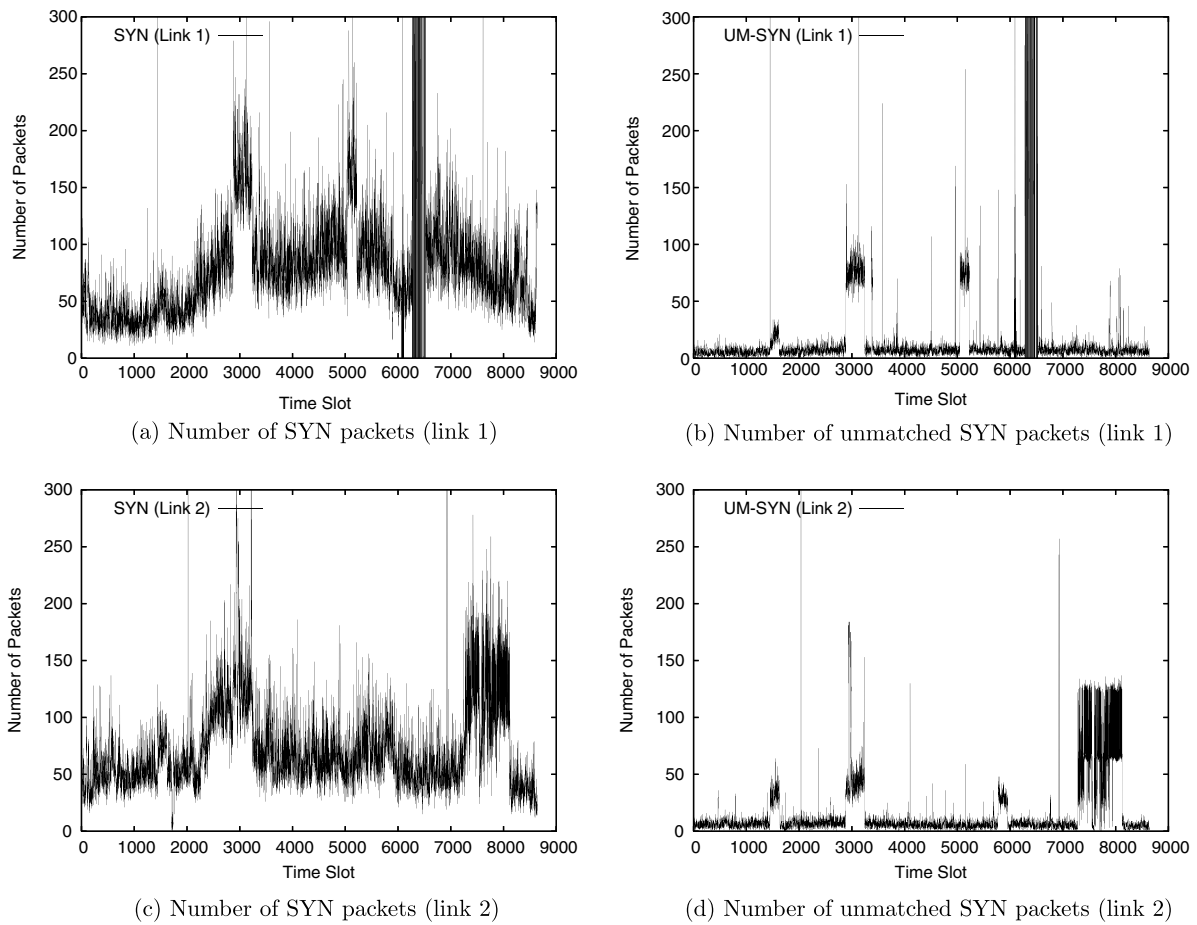 300
250
200
150
100
50
0
SYN (Link 1)
Number of Packets
0 1000 2000 3000 4000 5000 6000 7000 8000 9000
Time Slot
(a) Number of SYN packets (link 1)
300
250
200
150
100
50
0
UM-SYN (Link 1)
Number of Packets
0 1000 2000 3000 4000 5000 6000 7000 8000 9000
Time Slot
(b) Number of unmatched SYN packets (link 1)
300
250
200
150
100
50
0
SYN (Link 2)
Number of Packets
0 1000 2000 3000 4000 5000 6000 7000 8000 9000
Time Slot
(c) Number of SYN packets (link 2)
300
250
200
150
100
50
0
UM-SYN (Link 2)
Number of Packets
0 1000 2000 3000 4000 5000 6000 7000 8000 9000
Time Slot
(d) Number of unmatched SYN packets (link 2)